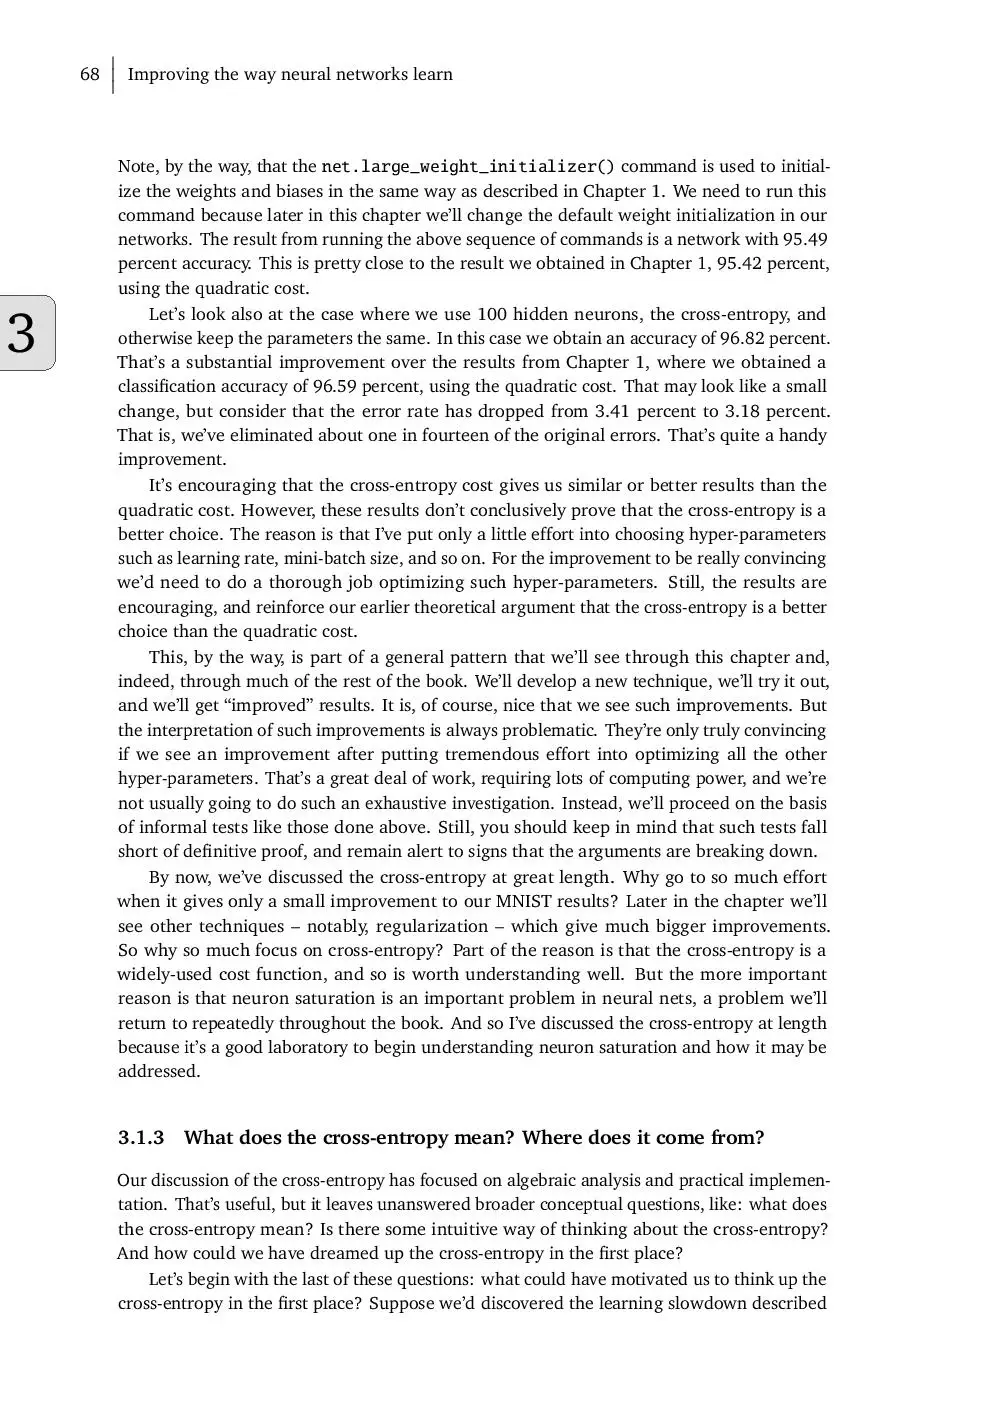 68 Improving the way neural networks learn
Note, by the way, that the net.large_weight_initializer() command is used to initial-
ize the weights and biases in the same way as described in Chapter 1. We need to run this
command because later in this chapter we'll change the default weight initialization in our
networks. The result from running the above sequence of commands is a network with 95.49
percent accuracy. This is pretty close to the result we obtained in Chapter 1, 95.42 percent,
using the quadratic cost.
Let's look also at the case where we use 100 hidden neurons, the cross-entropy, and
otherwise keep the parameters the same. In this case we obtain an accuracy of 96.82 percent.
That's a substantial improvement over the results from Chapter 1, where we obtained a
classification accuracy of 96.59 percent, using the quadratic cost. That may look like a small
change, but consider that the error rate has dropped from 3.41 percent to 3.18 percent.
That is, we've eliminated about one in fourteen of the original errors. That's quite a handy
improvement.
It's encouraging that the cross-entropy cost gives us similar or better results than the
quadratic cost. However, these results don't conclusively prove that the cross-entropy is a
better choice. The reason is that I've put only a little effort into choosing hyper-parameters
such as learning rate, mini-batch size, and so on. For the improvement to be really convincing
we'd need to do a thorough job optimizing such hyper-parameters. Still, the results are
encouraging, and reinforce our earlier theoretical argument that the cross-entropy is a better
choice than the quadratic cost.
This, by the way, is part of a general pattern that we'll see through this chapter and,
indeed, through much of the rest of the book. We'll develop a new technique, we'll try it out,
and we'll get “improved” results. It is, of course, nice that we see such improvements. But
the interpretation of such improvements is always problematic. They're only truly convincing
if we see an improvement after putting tremendous effort into optimizing all the other
hyper-parameters. That's a great deal of work, requiring lots of computing power, and we're
not usually going to do such an exhaustive investigation. Instead, we'll proceed on the basis
of informal tests like those done above. Still, you should keep in mind that such tests fall
short of definitive proof, and remain alert to signs that the arguments are breaking down.
By now, we've discussed the cross-entropy at great length. Why go to so much effort
when it gives only a small improvement to our MNIST results? Later in the chapter we'll
see other techniques – notably, regularization – which give much bigger improvements.
So why so much focus on cross-entropy? Part of the reason is that the cross-entropy is a
widely-used cost function, and so is worth understanding well. But the more important
reason is that neuron saturation is an important problem in neural nets, a problem we'll
return to repeatedly throughout the book. And so I've discussed the cross-entropy at length
because it's a good laboratory to begin understanding neuron saturation and how it may be
addressed.
3
3.1.3 What does the cross-entropy mean? Where does it come from?
Our discussion of the cross-entropy has focused on algebraic analysis and practical implemen-
tation. That's useful, but it leaves unanswered broader conceptual questions, like: what does
the cross-entropy mean? Is there some intuitive way of thinking about the cross-entropy?
And how could we have dreamed up the cross-entropy in the first place?
Let's begin with the last of these questions: what could have motivated us to think up the
cross-entropy in the first place? Suppose we'd discovered the learning slowdown described